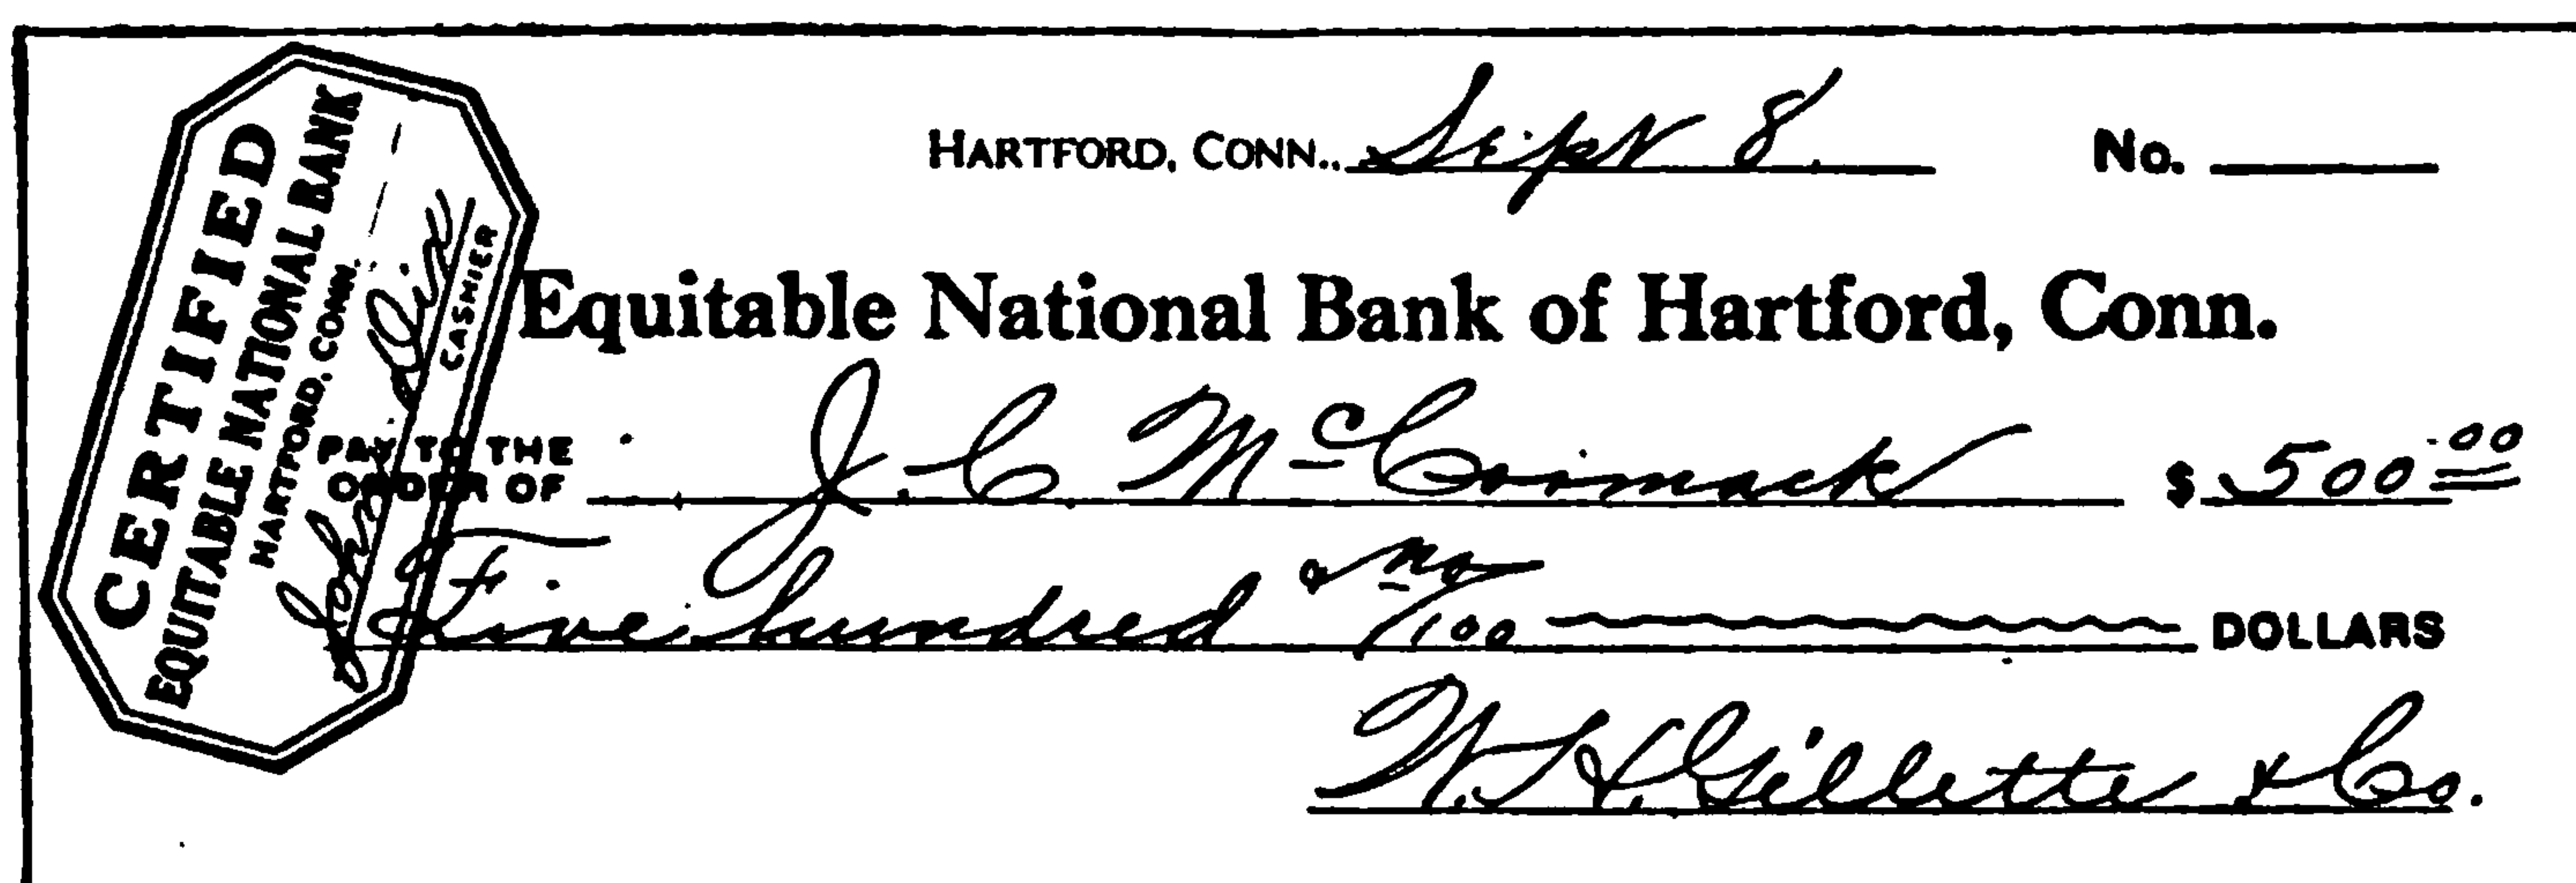 HARTFORD, CONN., Sept 8. No.
Equitable National Bank of Hartford, Conn.
PAY TO THE
ORDER OF J. C. McCormack $ 500.00
Five hundred & no/100 DOLLARS
W. H. Gillette & Co.
CERTIFIED
EQUITABLE NATIONAL BANK
HARTFORD, CONN.
John
CASHIER